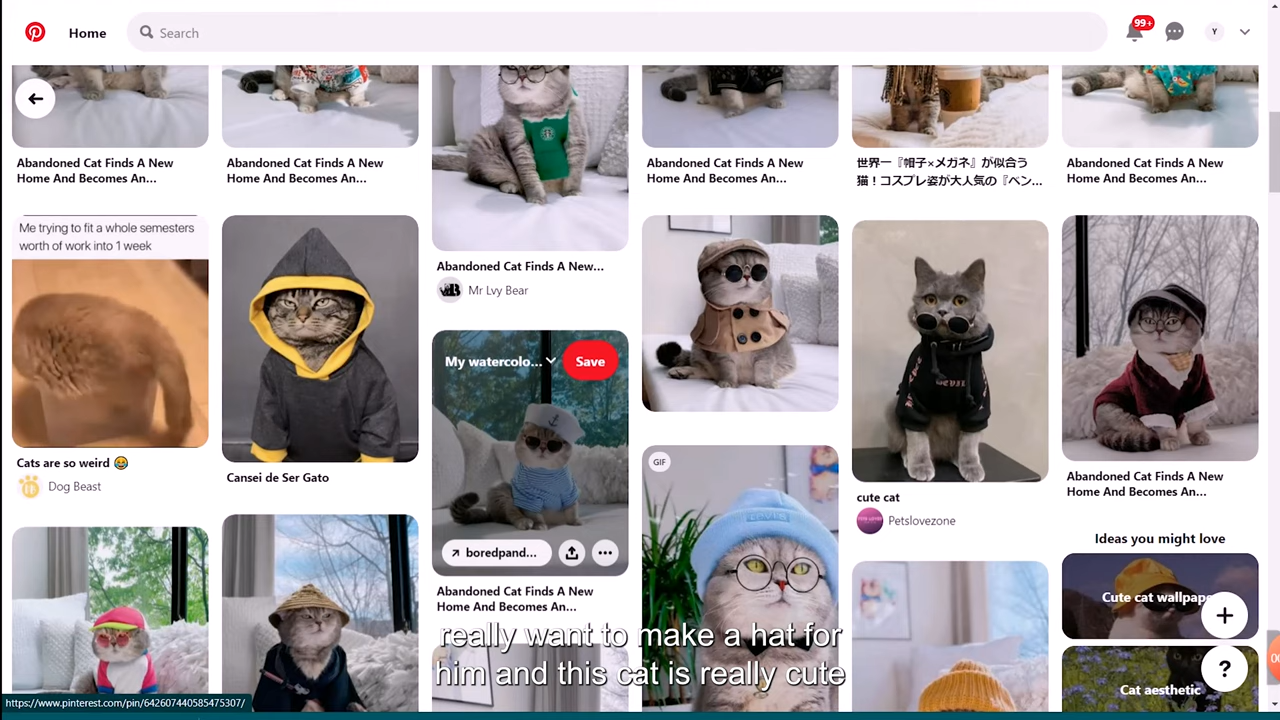 Home
Search
99+
Y
Abandoned Cat Finds A New
Home And Becomes An...
Abandoned Cat Finds A New
Home And Becomes An...
Abandoned Cat Finds A New
Home And Becomes An...
世界一『帽子×メガネ』が似合う
猫！コスプレ姿が大人気の『ベン...
Abandoned Cat Finds A New
Home And Becomes An...
Me trying to fit a whole semesters
worth of work into 1 week
Abandoned Cat Finds A New...
Mr Lvy Bear
My watercolo...
Save
Cats are so weird 😂
Dog Beast
Cansei de Ser Gato
GIF
LEVI'S
DEVIL
cute cat
Petslovezone
Abandoned Cat Finds A New
Home And Becomes An...
Ideas you might love
boredpand...
Abandoned Cat Finds A New
Home And Becomes An...
Cute cat wallpape
+
?
Cat aesthetic
really want to make a hat for
him and this cat is really cute
https://www.pinterest.com/pin/642607440585475307/